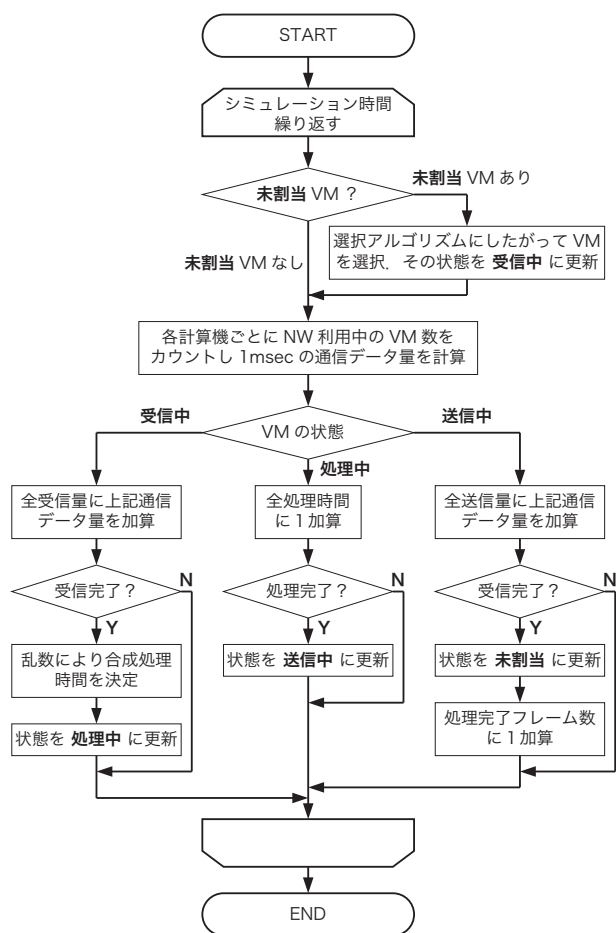 START
シミュレーション時間
繰り返す
未割当 VM ?
未割当 VM あり
選択アルゴリズムにしたがって VM
を選択．その状態を 受信中 に更新
未割当 VM なし
各計算機ごとに NW 利用中の VM 数を
カウントし 1msec の通信データ量を計算
受信中
VM の状態
送信中
処理中
全受信量に上記通信
データ量を加算
全処理時間
に 1 加算
全送信量に上記通信
データ量を加算
受信完了？
N
処理完了？
N
受信完了？
N
Y
Y
Y
乱数により合成処理
時間を決定
状態を 送信中 に更新
状態を 未割当 に更新
状態を 処理中 に更新
処理完了フレーム数
に 1 加算
END